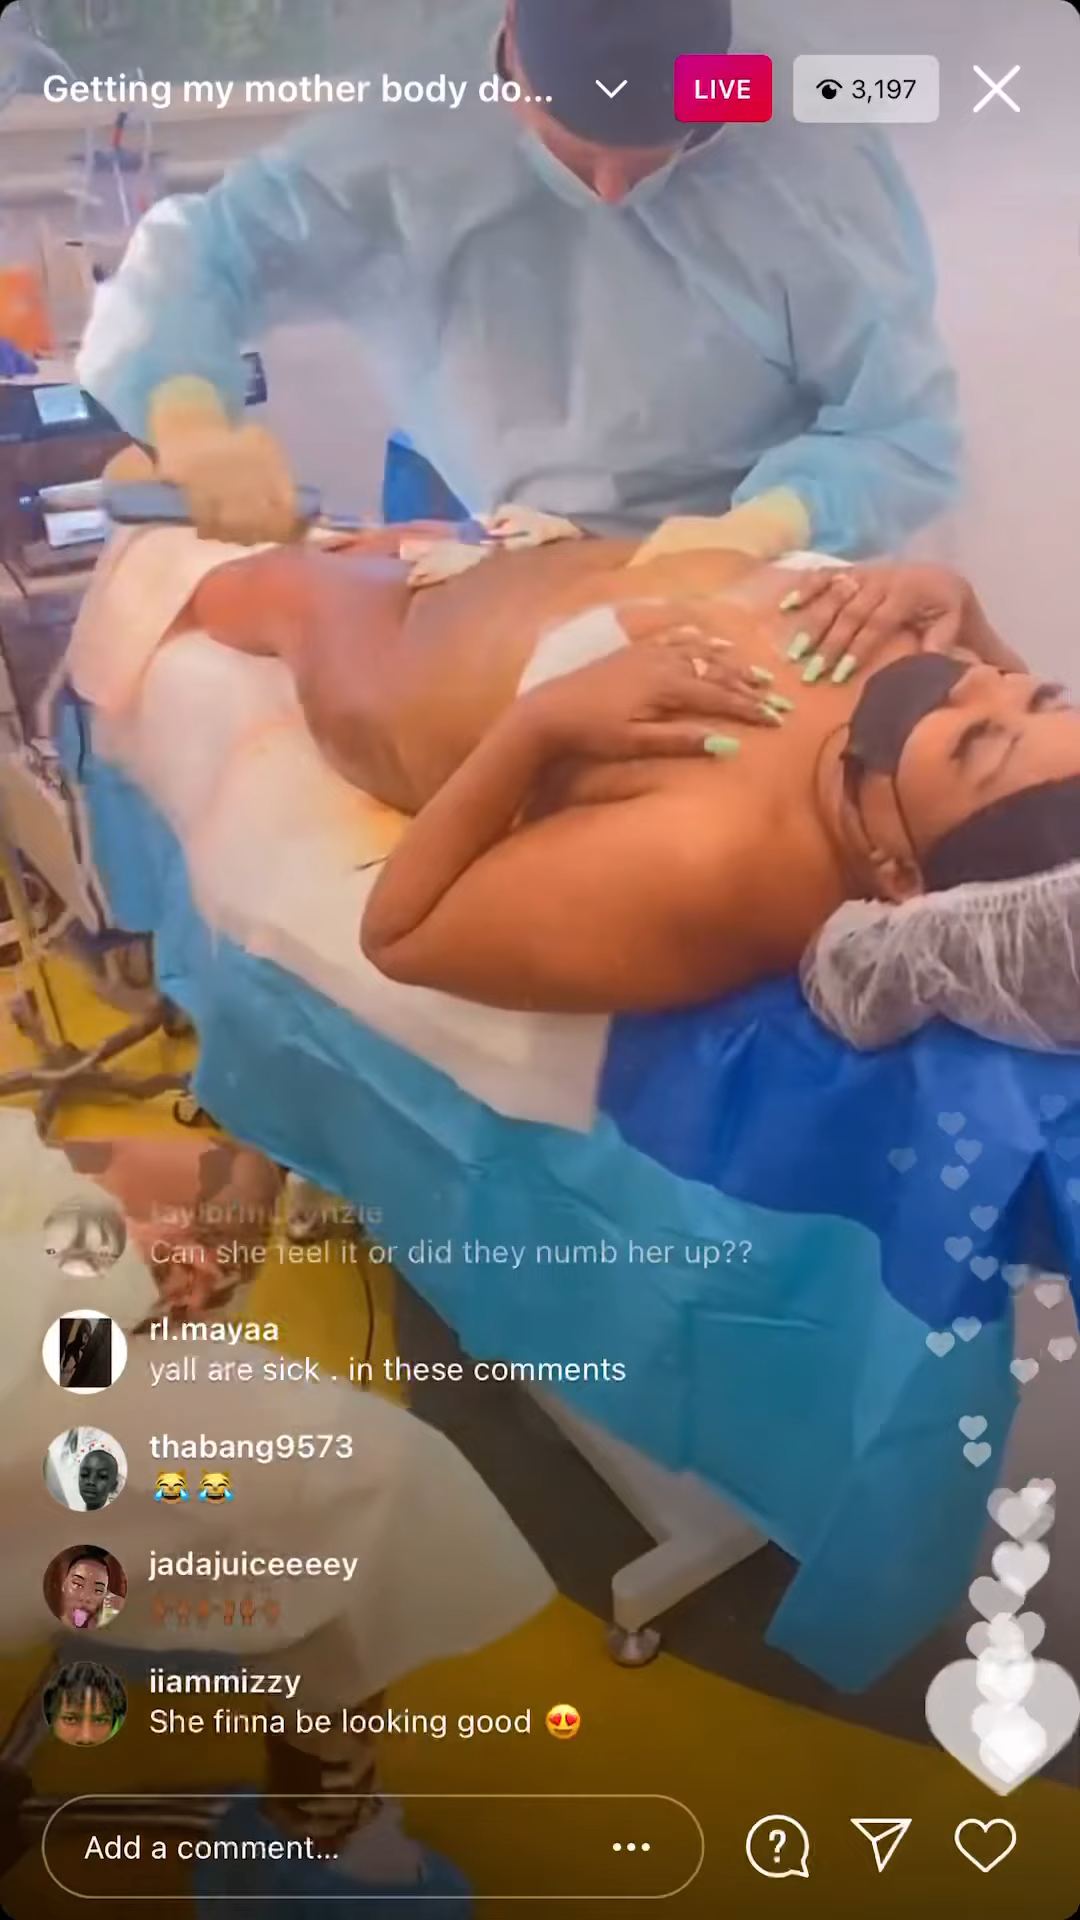 Getting my mother body do...
LIVE
3,197
Can she feel it or did they numb her up??
rl.mayaa
yall are sick . in these comments
thabang9573
😹 😹
jadajuiceeeey
iiammizzy
She finna be looking good 😍
Add a comment...